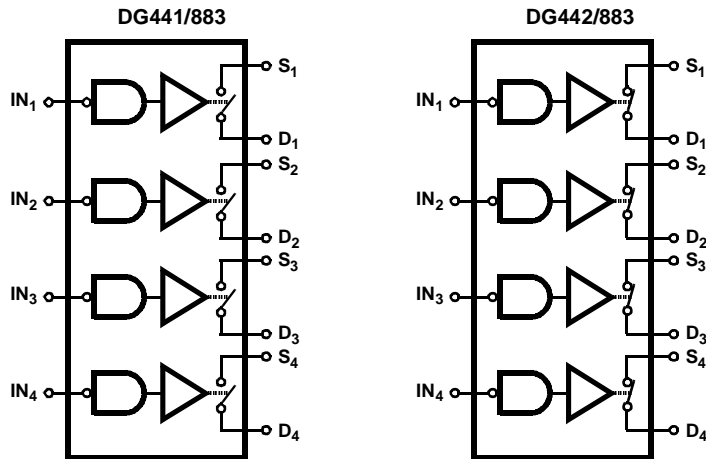 DG441/883
IN1
S1
D1
IN2
S2
D2
IN3
S3
D3
IN4
S4
D4
DG442/883
IN1
S1
D1
IN2
S2
D2
IN3
S3
D3
IN4
S4
D4